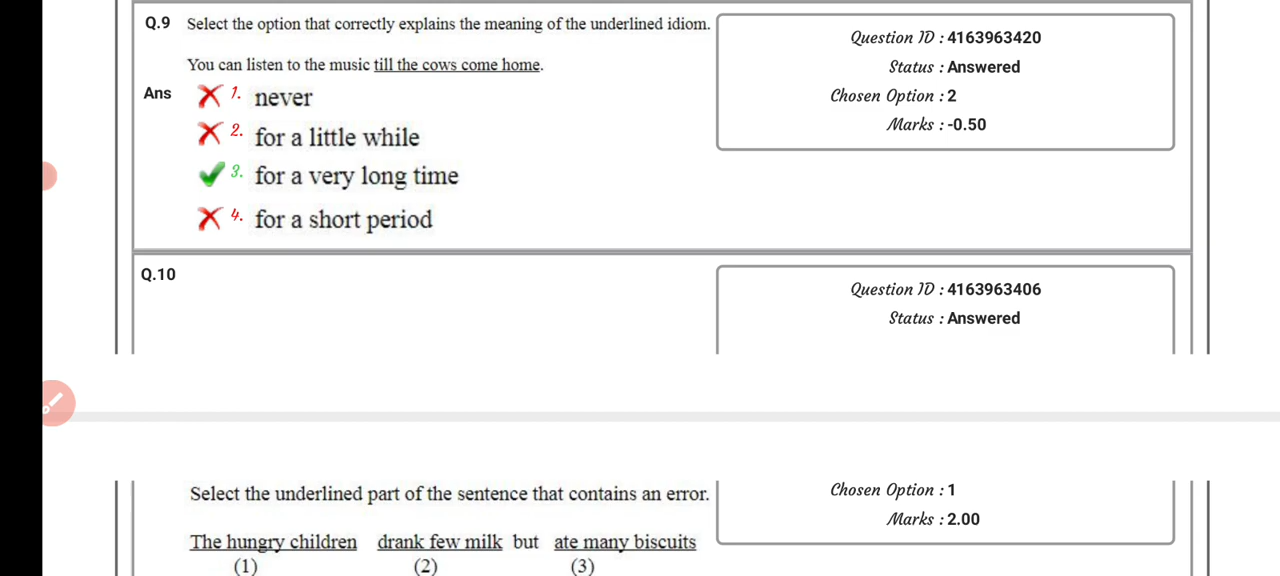 Q.9 Select the option that correctly explains the meaning of the underlined idiom.
You can listen to the music till the cows come home.
Ans 1. never
2. for a little while
3. for a very long time
4. for a short period
Question ID : 4163963420
Status : Answered
Chosen Option : 2
Marks : -0.50
Q.10
Question ID : 4163963406
Status : Answered
Select the underlined part of the sentence that contains an error.
The hungry children drank few milk but ate many biscuits
(1) (2) (3)
Chosen Option : 1
Marks : 2.00